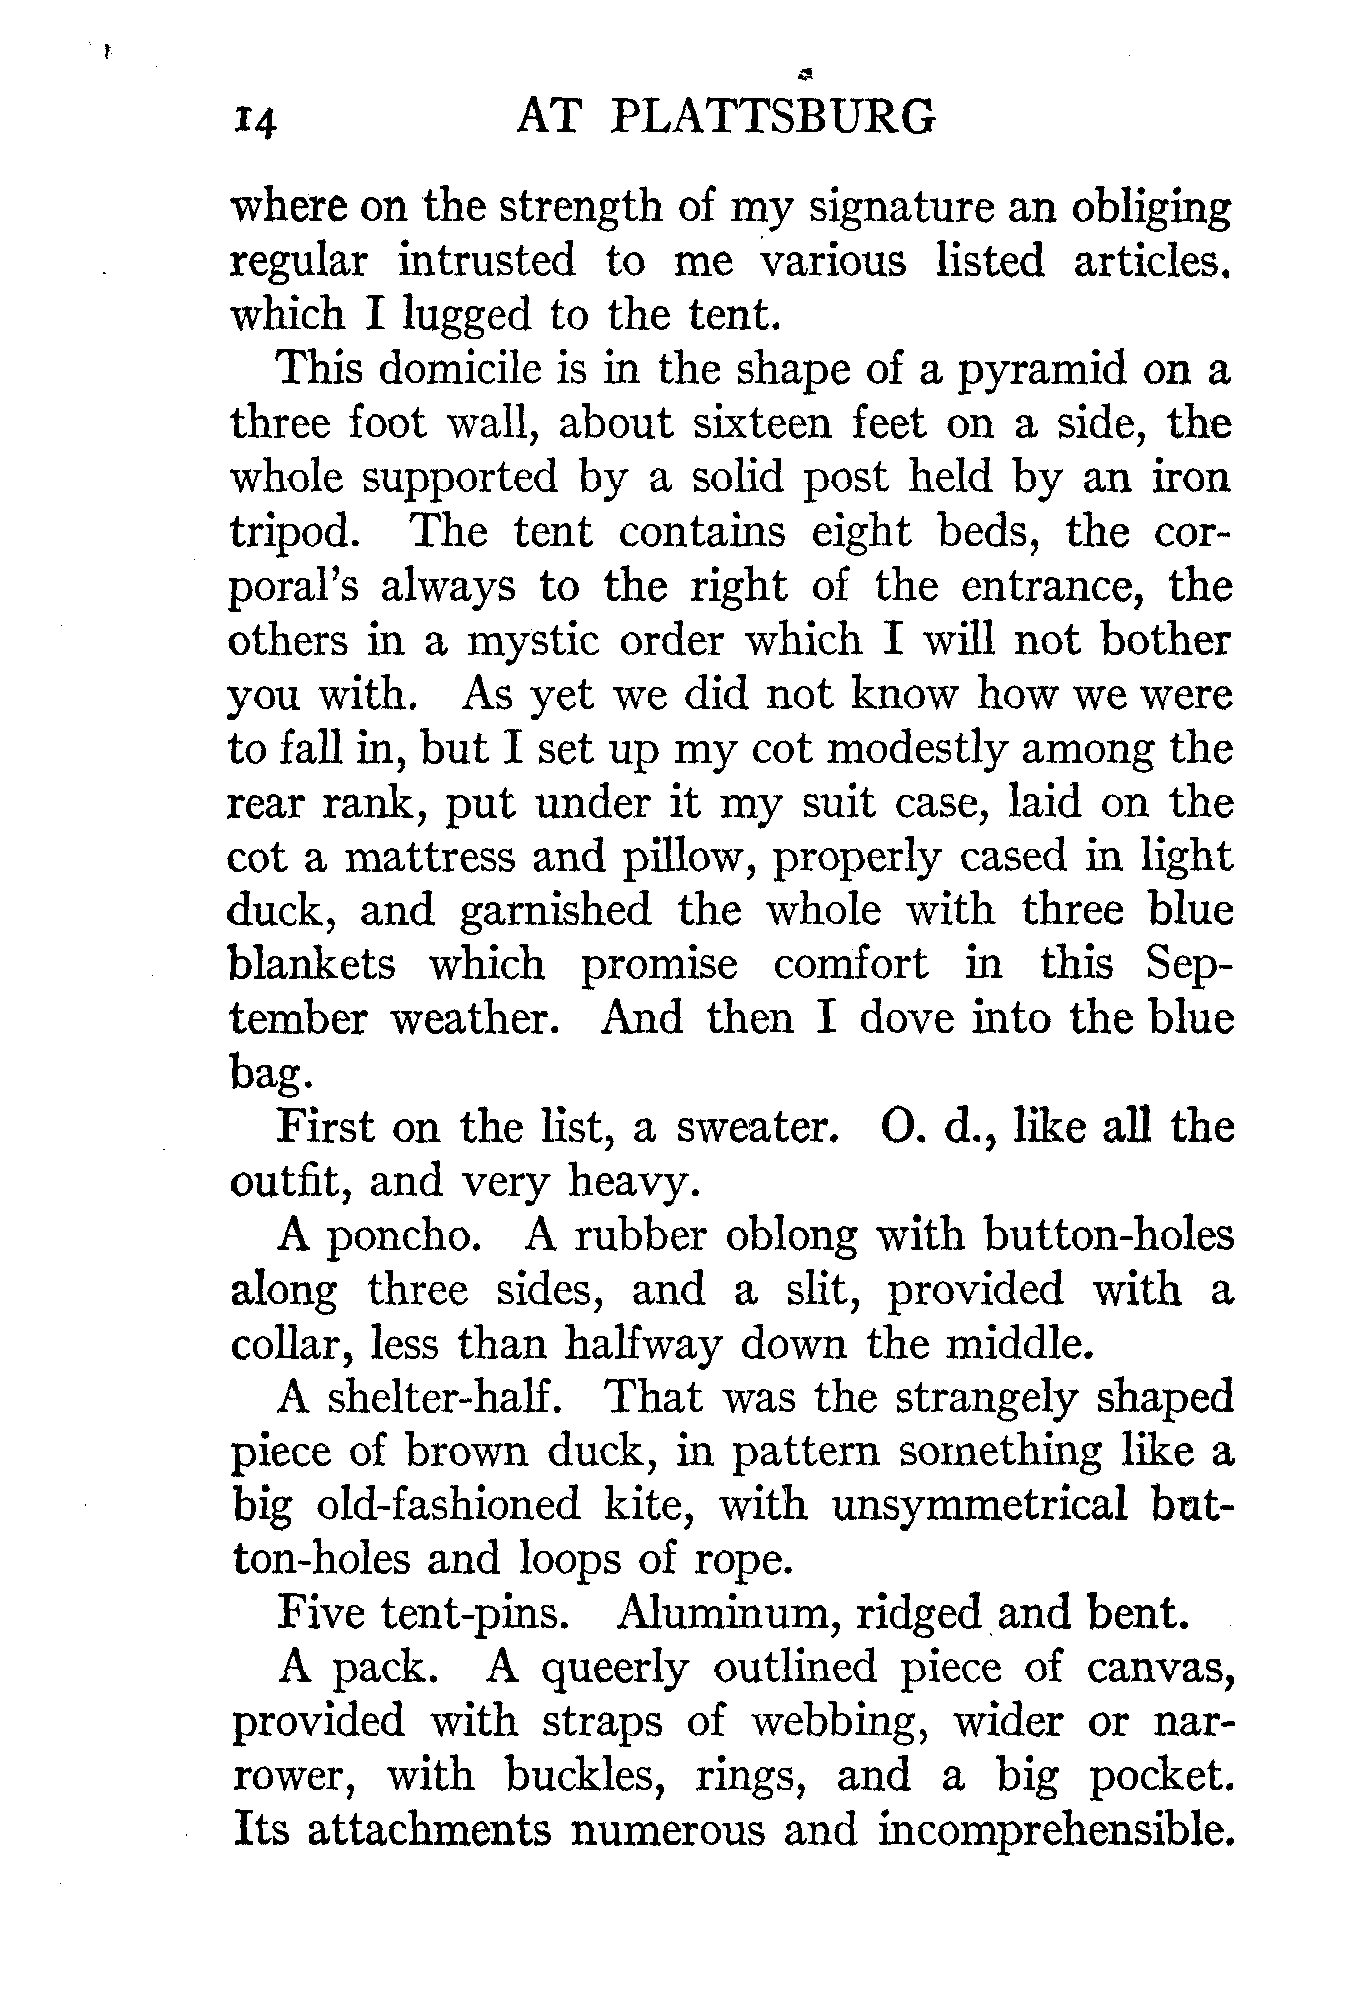 14 AT PLATTSBURG
where on the strength of my signature an obliging
regular intrusted to me various listed articles.
which I lugged to the tent.
This domicile is in the shape of a pyramid on a
three foot wall, about sixteen feet on a side, the
whole supported by a solid post held by an iron
tripod. The tent contains eight beds, the cor-
poral's always to the right of the entrance, the
others in a mystic order which I will not bother
you with. As yet we did not know how we were
to fall in, but I set up my cot modestly among the
rear rank, put under it my suit case, laid on the
cot a mattress and pillow, properly cased in light
duck, and garnished the whole with three blue
blankets which promise comfort in this Sep-
tember weather. And then I dove into the blue
bag.
First on the list, a sweater. O. d., like all the
outfit, and very heavy.
A poncho. A rubber oblong with button-holes
along three sides, and a slit, provided with a
collar, less than halfway down the middle.
A shelter-half. That was the strangely shaped
piece of brown duck, in pattern something like a
big old-fashioned kite, with unsymmetrical but-
ton-holes and loops of rope.
Five tent-pins. Aluminum, ridged and bent.
A pack. A queerly outlined piece of canvas,
provided with straps of webbing, wider or nar-
rower, with buckles, rings, and a big pocket.
Its attachments numerous and incomprehensible.